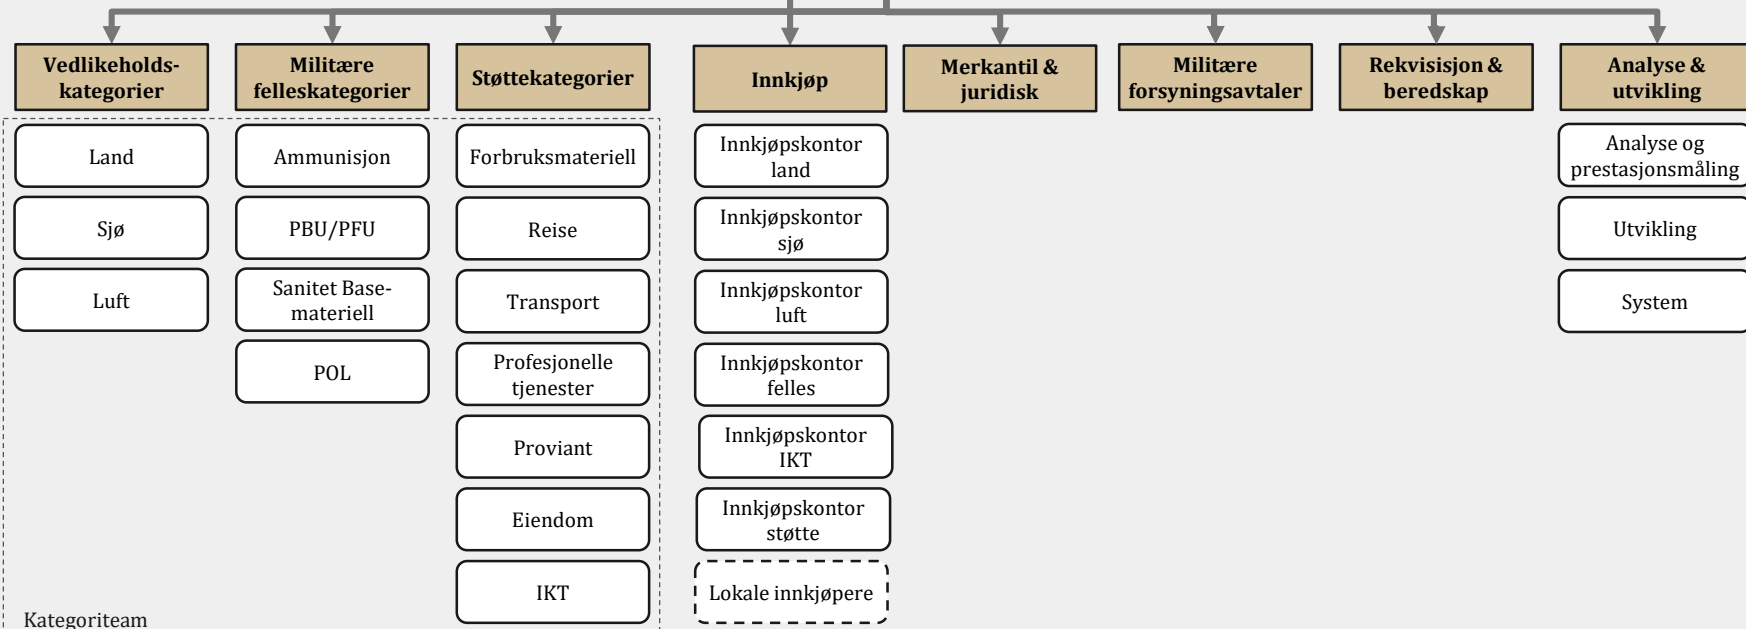 Vedlikeholds-
kategorier
Militære
felleskategorier
Støttekategorier
Innkjøp
Merkantil &
juridisk
Militære
forsyningsavtaler
Rekvisisjon &
beredskap
Analyse &
utvikling
Land
Sjø
Luft
Ammunisjon
PBU/PFU
Sanitet Base-
materiell
POL
Forbruksmateriell
Reise
Transport
Profesjonelle
tjenester
Proviant
Eiendom
IKT
Innkjøpskontor
land
Innkjøpskontor
sjø
Innkjøpskontor
luft
Innkjøpskontor
felles
Innkjøpskontor
IKT
Innkjøpskontor
støtte
Lokale innkjøpere
Analyse og
prestasjonsmåling
Utvikling
System
Kategoriteam